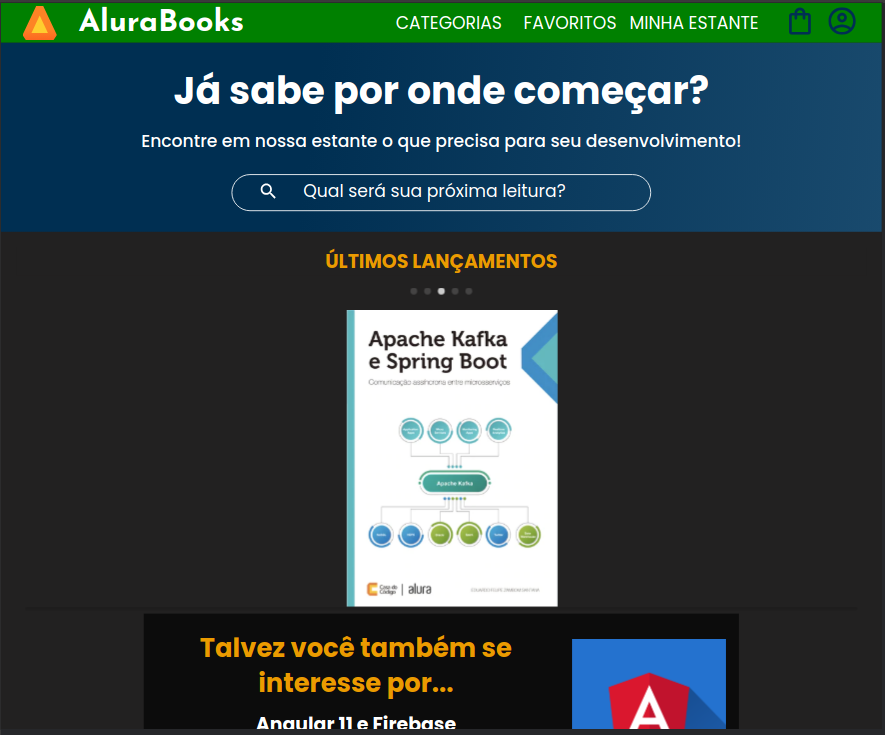 AluraBooks
CATEGORIAS FAVORITOS MINHA ESTANTE
Já sabe por onde começar?
Encontre em nossa estante o que precisa para seu desenvolvimento!
Qual será sua próxima leitura?
ÚLTIMOS LANÇAMENTOS
Apache Kafka
e Spring Boot
Comunicação assíncrona entre microsserviços
Apache Kafka
Casa do
Código
alura
Talvez você também se
interesse por...
A
Angular 11 e Firebase